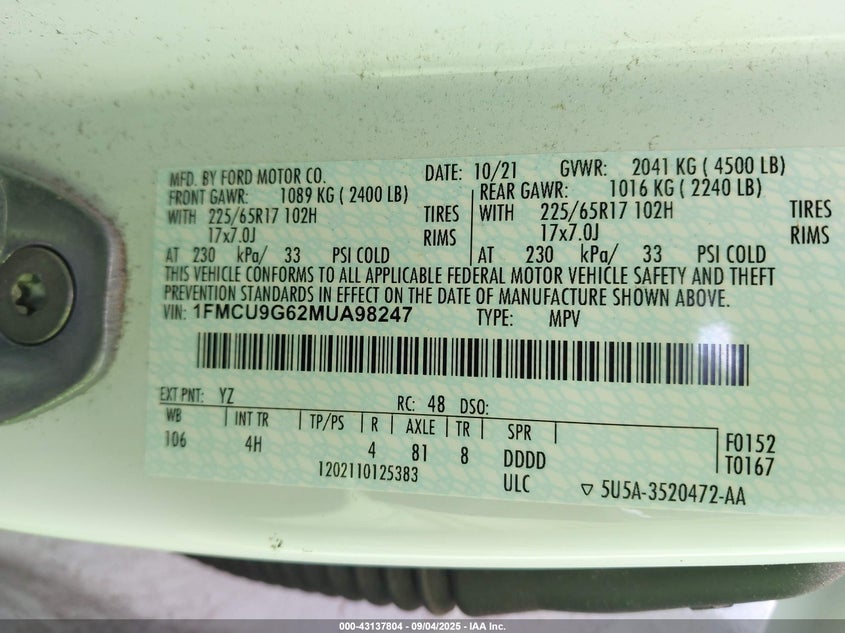 MFD. BY FORD MOTOR CO. DATE: 10/21 GVWR: 2041 KG ( 4500 LB)
FRONT GAWR: 1089 KG ( 2400 LB) REAR GAWR: 1016 KG ( 2240 LB)
WITH 225/65R17 102H TIRES WITH 225/65R17 102H TIRES
17x7.0J RIMS 17x7.0J RIMS
AT 230 kPa/ 33 PSI COLD AT 230 kPa/ 33 PSI COLD
THIS VEHICLE CONFORMS TO ALL APPLICABLE FEDERAL MOTOR VEHICLE SAFETY AND THEFT
PREVENTION STANDARDS IN EFFECT ON THE DATE OF MANUFACTURE SHOWN ABOVE.
VIN: 1FMCU9G62MUA98247 TYPE: MPV
EXT PNT: YZ RC: 48 DSO:
WB INT TR TP/PS R AXLE TR SPR F0152
106 4H 4 81 8 DDDD T0167
1202110125383 ULC ▽ 5U5A-3520472-AA
000-43137804 - 09/04/2025 - IAA Inc.